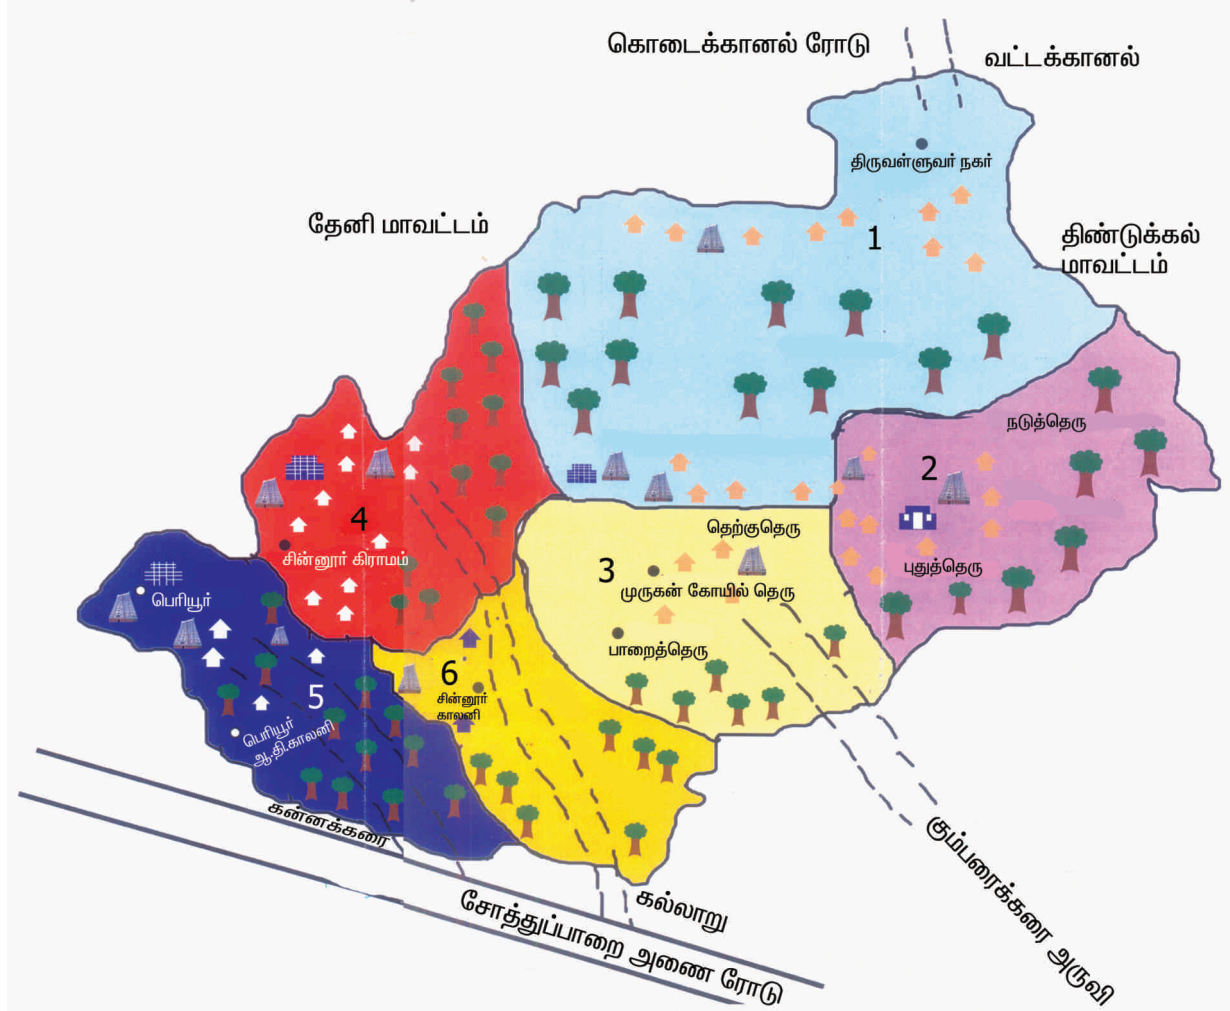 கொடைக்கானல் ரோடு
வட்டக்கானல்
திருவள்ளுவர் நகர்
தேனி மாவட்டம்
1
திண்டுக்கல்
மாவட்டம்
நடுத்தெரு
2
புதுத்தெரு
தெற்குதெரு
3
முருகன் கோயில் தெரு
பாறைத்தெரு
4
சின்னூர் கிராமம்
பெரியூர்
5
பெரியூர்
ஆ.தி.காலனி
6
சின்னூர்
காலனி
கன்னக்கரை
கல்லாறு
சோத்துப்பாறை அணை ரோடு
கும்பரைக்கரை அருவி